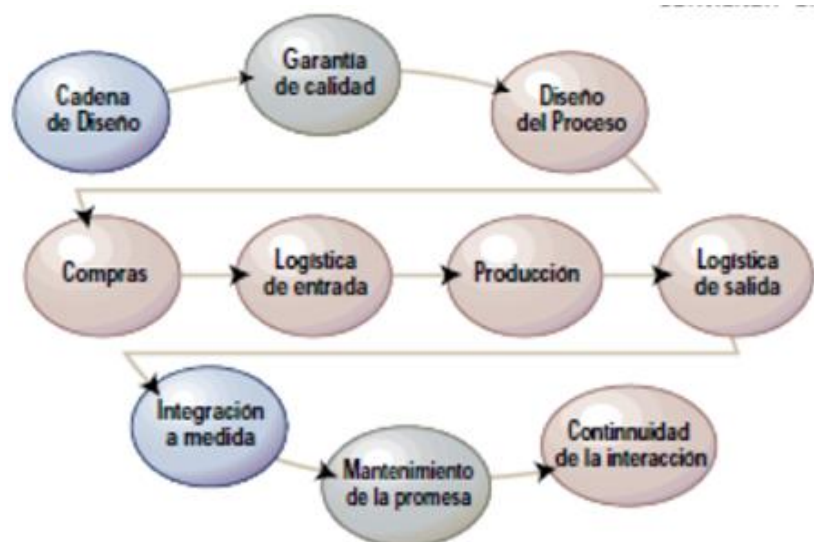 Garantía
de calidad
Cadena
de Diseño
Diseño
del Proceso
Compras
Logística
de entrada
Producción
Logística
de salida
Integración
a medida
Mantenimiento
de la promesa
Continnuidad
de la interacción